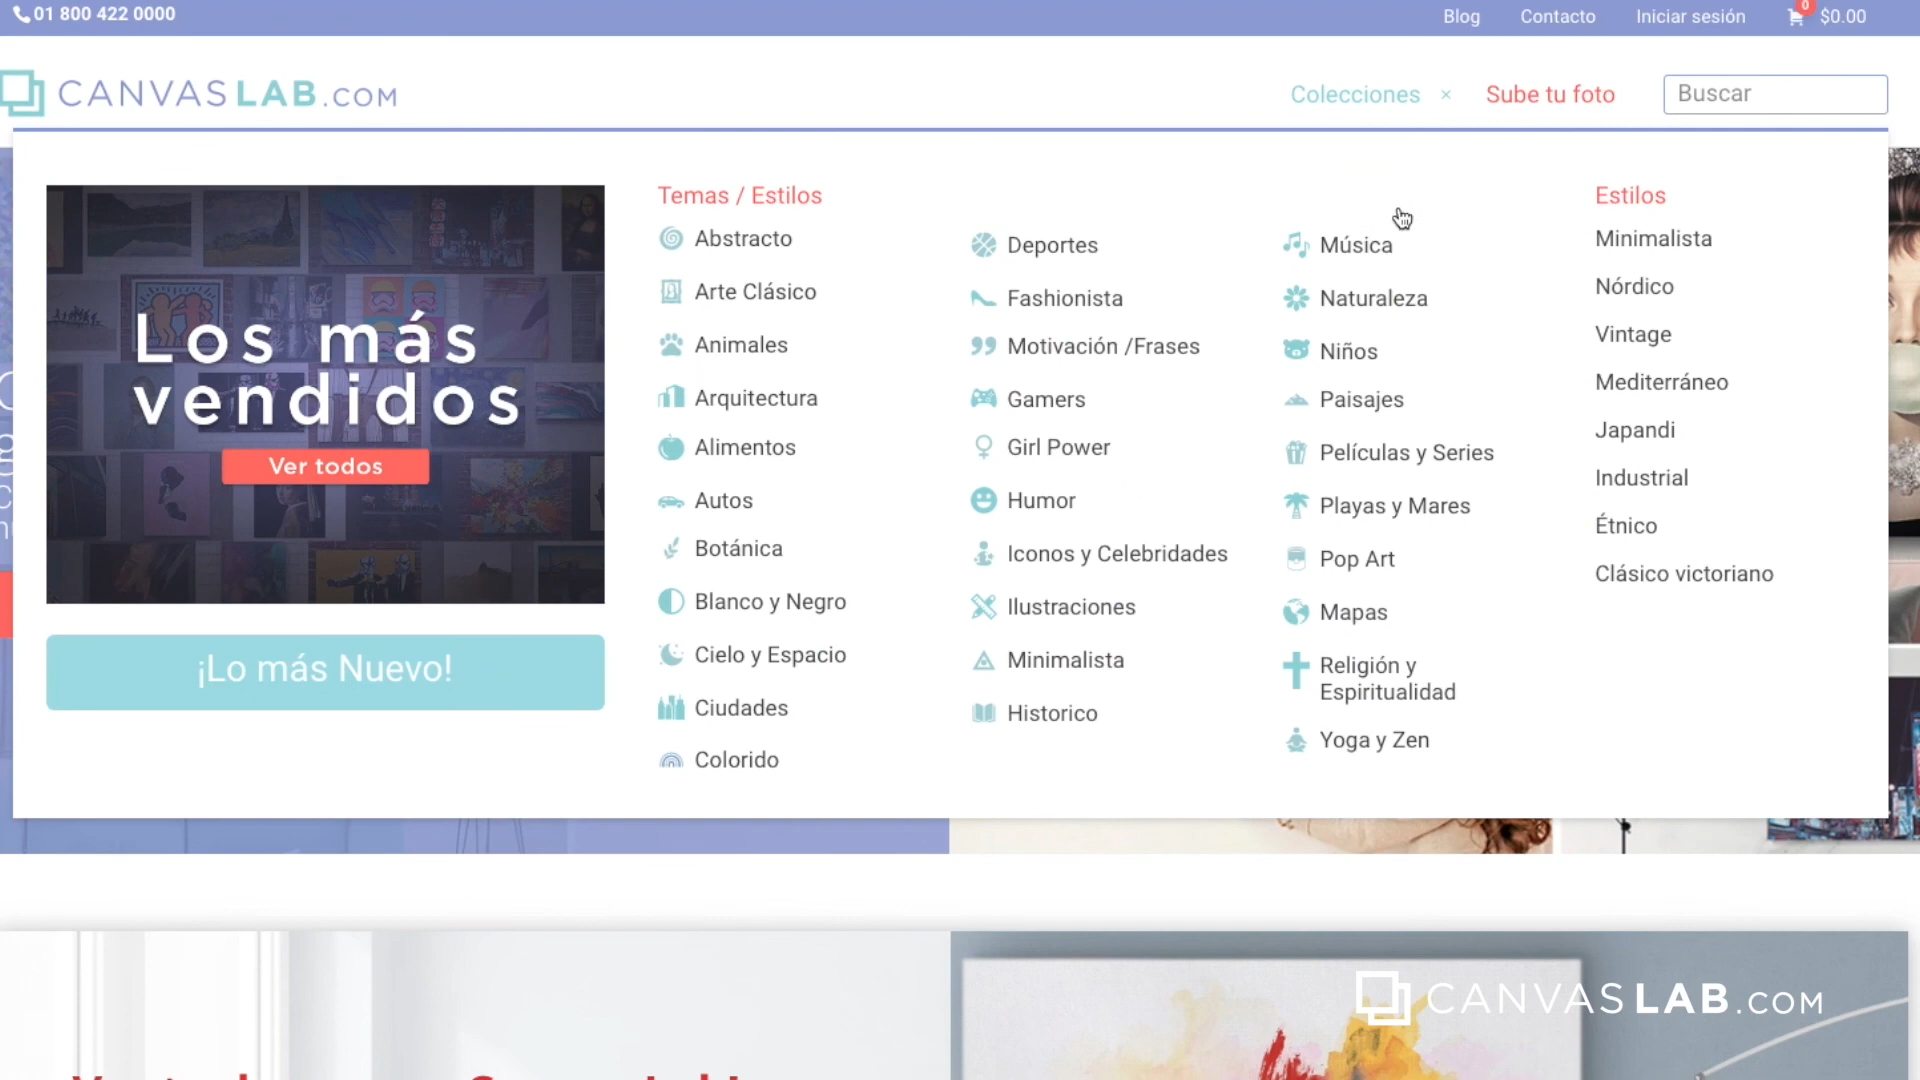 01 800 422 0000
Blog Contacto Iniciar sesión 0 $0.00
CANVASLAB.COM
Colecciones × Sube tu foto Buscar
Los más
vendidos
Ver todos
¡Lo más Nuevo!
Temas / Estilos
Abstracto
Arte Clásico
Animales
Arquitectura
Alimentos
Autos
Botánica
Blanco y Negro
Cielo y Espacio
Ciudades
Colorido
Deportes
Fashionista
Motivación /Frases
Gamers
Girl Power
Humor
Iconos y Celebridades
Ilustraciones
Minimalista
Historico
Música
Naturaleza
Niños
Paisajes
Películas y Series
Playas y Mares
Pop Art
Mapas
Religión y
Espiritualidad
Yoga y Zen
Estilos
Minimalista
Nórdico
Vintage
Mediterráneo
Japandi
Industrial
Étnico
Clásico victoriano
CANVASLAB.COM